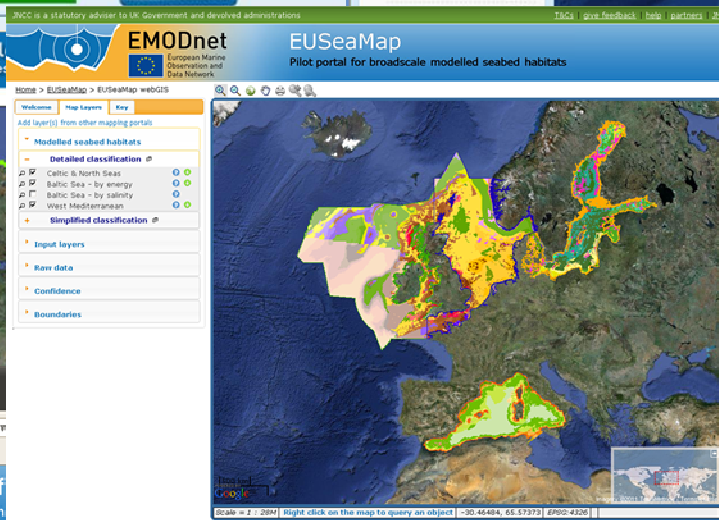 JNCC is a statutory adviser to UK Government and devolved administrations
T&Cs | give feedback | help | partners |
EMODnet
European Marine
Observation and
Data Network
EUSeaMap
Pilot portal for broadscale modelled seabed habitats
Home > EUSeaMap > EUSeaMap webGIS
Welcome
Map Layers
Key
Add layer(s) from other mapping portals
Modelled seabed habitats
Detailed classification
Celtic & North Seas
Baltic Sea - by energy
Baltic Sea - by salinity
West Mediterranean
Simplified classification
Input layers
Raw data
Confidence
Boundaries
Google
Scale = 1 : 28M
Right click on the map to query an object
-30.46484, 65.57373
EPSG:4326